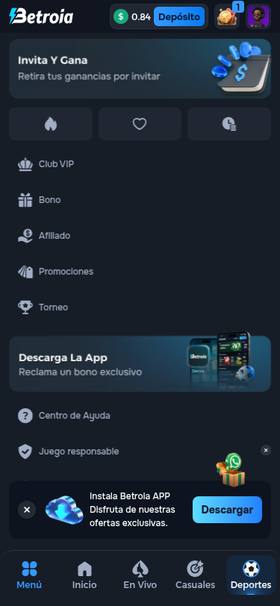 Betroia
$ 0.84 Depósito
1
Invita Y Gana
Retira tus ganancias por invitar
$
Club VIP
Bono
Afiliado
Promociones
Torneo
Descarga La App
Reclama un bono exclusivo
Betroia
Centro de Ayuda
Juego responsable
Instala Betroia APP
Disfruta de nuestras
ofertas exclusivas.
Descargar
Menú
Inicio
En Vivo
Casuales
Deportes